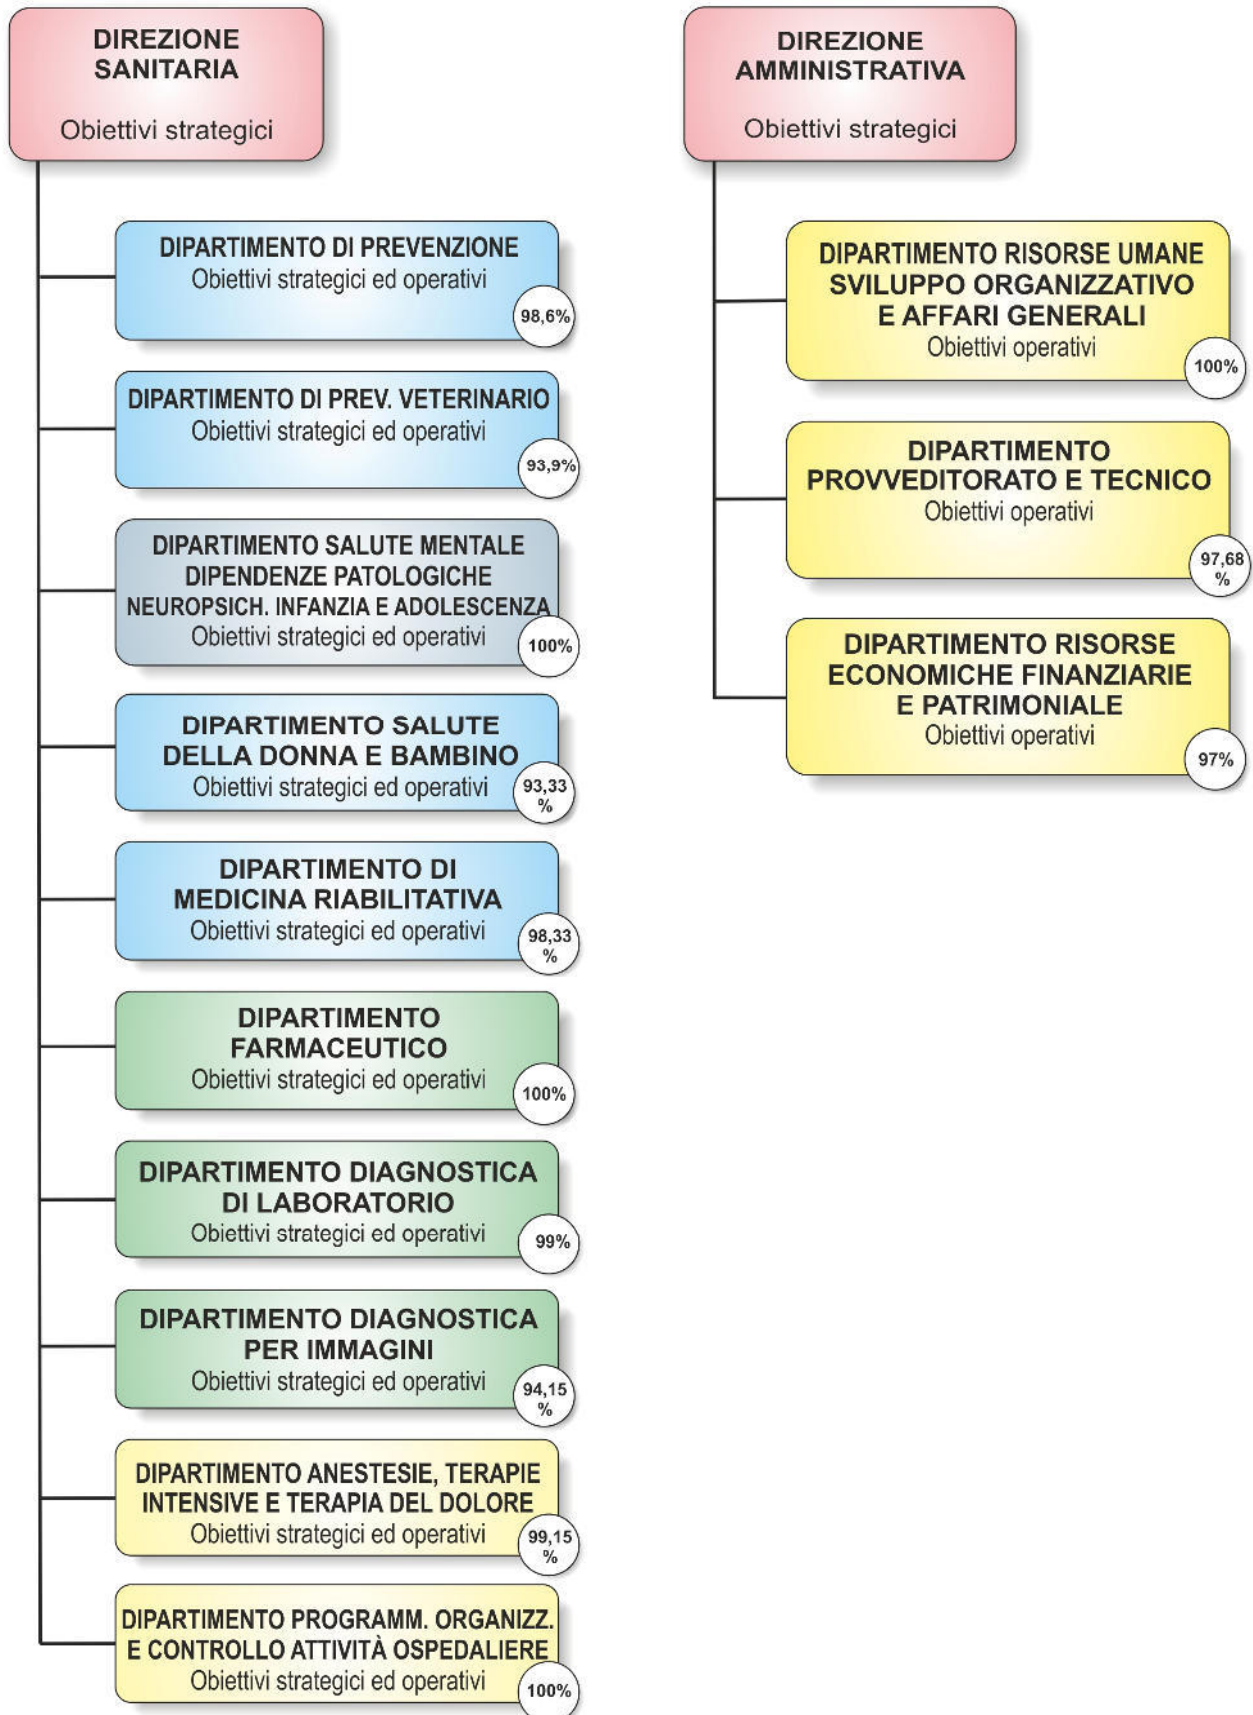 DIREZIONE
SANITARIA
Obiettivi strategici
DIPARTIMENTO DI PREVENZIONE
Obiettivi strategici ed operativi
98,6%
DIPARTIMENTO DI PREV. VETERINARIO
Obiettivi strategici ed operativi
93,9%
DIPARTIMENTO SALUTE MENTALE
DIPENDENZE PATOLOGICHE
NEUROPSICH. INFANZIA E ADOLESCENZA
Obiettivi strategici ed operativi
100%
DIPARTIMENTO SALUTE
DELLA DONNA E BAMBINO
Obiettivi strategici ed operativi
93,33
%
DIPARTIMENTO DI
MEDICINA RIABILITATIVA
Obiettivi strategici ed operativi
98,33
%
DIPARTIMENTO
FARMACEUTICO
Obiettivi strategici ed operativi
100%
DIPARTIMENTO DIAGNOSTICA
DI LABORATORIO
Obiettivi strategici ed operativi
99%
DIPARTIMENTO DIAGNOSTICA
PER IMMAGINI
Obiettivi strategici ed operativi
94,15
%
DIPARTIMENTO ANESTESIE, TERAPIE
INTENSIVE E TERAPIA DEL DOLORE
Obiettivi strategici ed operativi
99,15
%
DIPARTIMENTO PROGRAMM. ORGANIZZ.
E CONTROLLO ATTIVITÀ OSPEDALIERE
Obiettivi strategici ed operativi
100%
DIREZIONE
AMMINISTRATIVA
Obiettivi strategici
DIPARTIMENTO RISORSE UMANE
SVILUPPO ORGANIZZATIVO
E AFFARI GENERALI
Obiettivi operativi
100%
DIPARTIMENTO
PROVVEDITORATO E TECNICO
Obiettivi operativi
97,68
%
DIPARTIMENTO RISORSE
ECONOMICHE FINANZIARIE
E PATRIMONIALE
Obiettivi operativi
97%